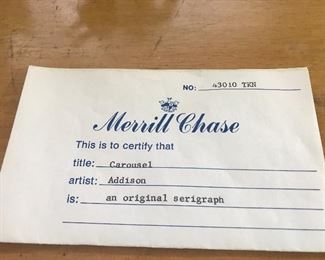 NO: 43010 TKN
Merrill Chase
This is to certify that
title: Carousel
artist: Addison
is: an original serigraph